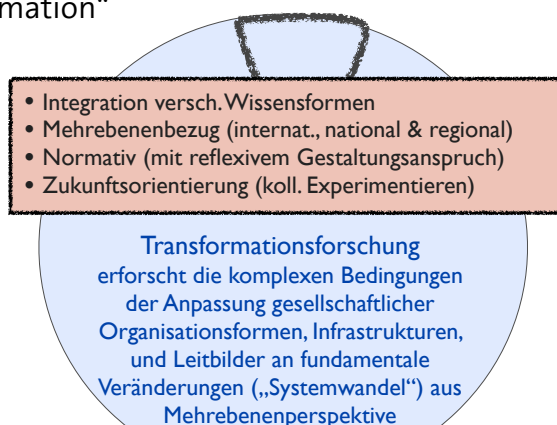 mation“
• Integration versch. Wissensformen
• Mehrebenenbezug (internat., national & regional)
• Normativ (mit reflexivem Gestaltungsanspruch)
• Zukunftsorientierung (koll. Experimentieren)
Transformationsforschung
erforscht die komplexen Bedingungen
der Anpassung gesellschaftlicher
Organisationsformen, Infrastrukturen,
und Leitbilder an fundamentale
Veränderungen („Systemwandel“) aus
Mehrebenenperspektive